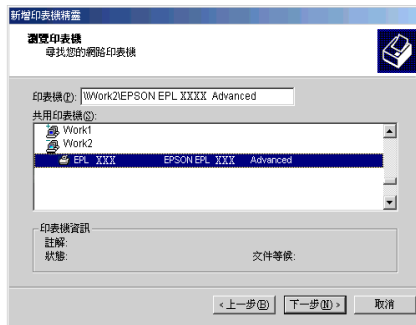 新增印表機精靈
瀏覽印表機
尋找您的網路印表機
印表機(P): \\Work2\EPSON EPL XXXX Advanced
共用印表機(S):
Work1
Work2
EPL XXX EPSON EPL XXX Advanced
印表機資訊
註解:
狀態: 文件等候:
<上一步(B) 下一步(N)> 取消